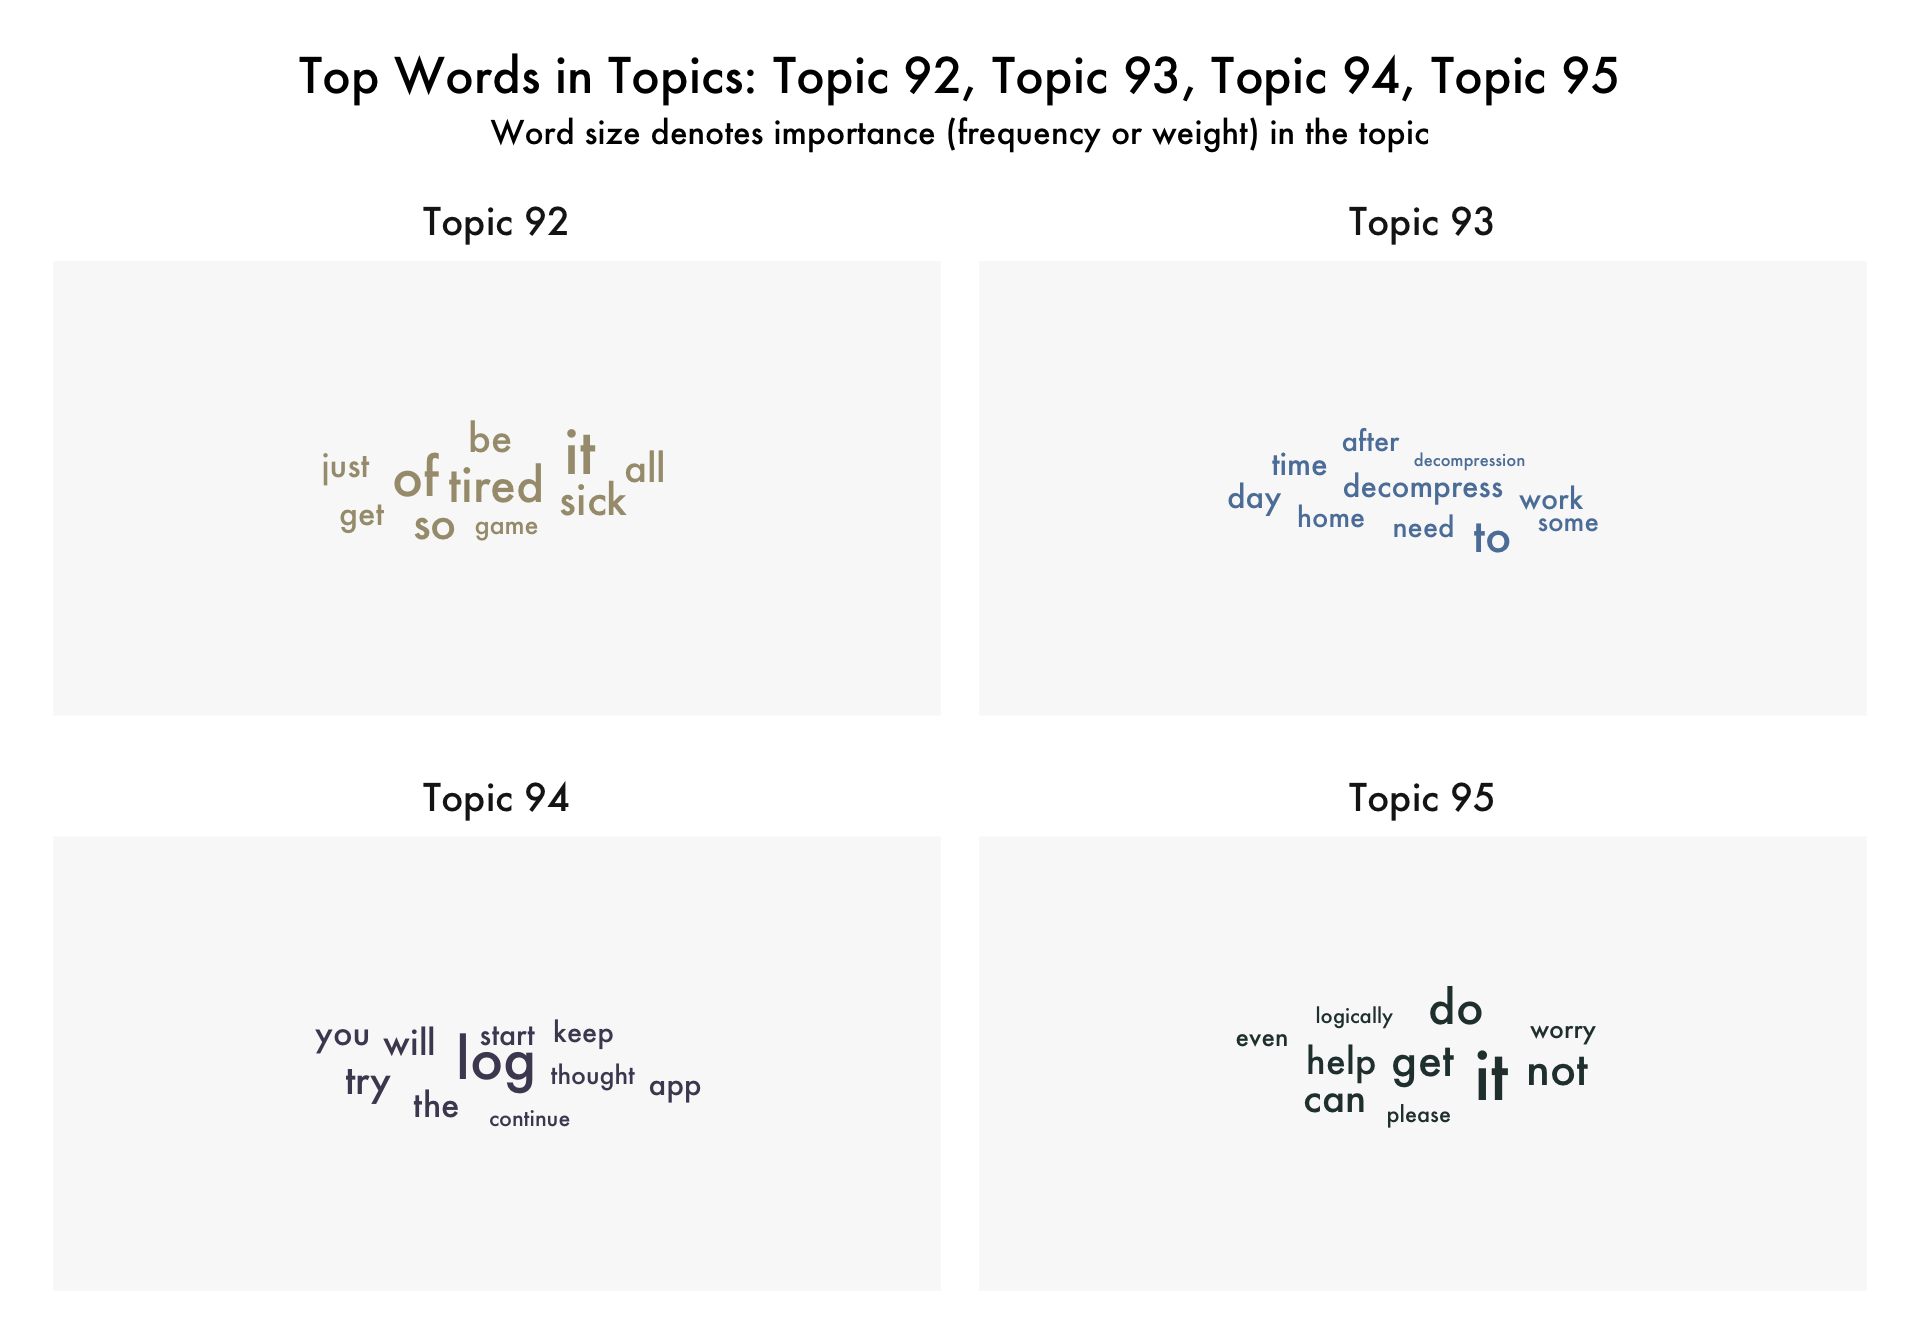 Top Words in Topics: Topic 92, Topic 93, Topic 94, Topic 95
Word size denotes importance (frequency or weight) in the topic
Topic 92
be it
just of tired all
sick
get so game
Topic 93
after
time decompression
day decompress work
home need to some
Topic 94
you will start keep
log
try thought app
the continue
Topic 95
logically do
even worry
help get it not
can please